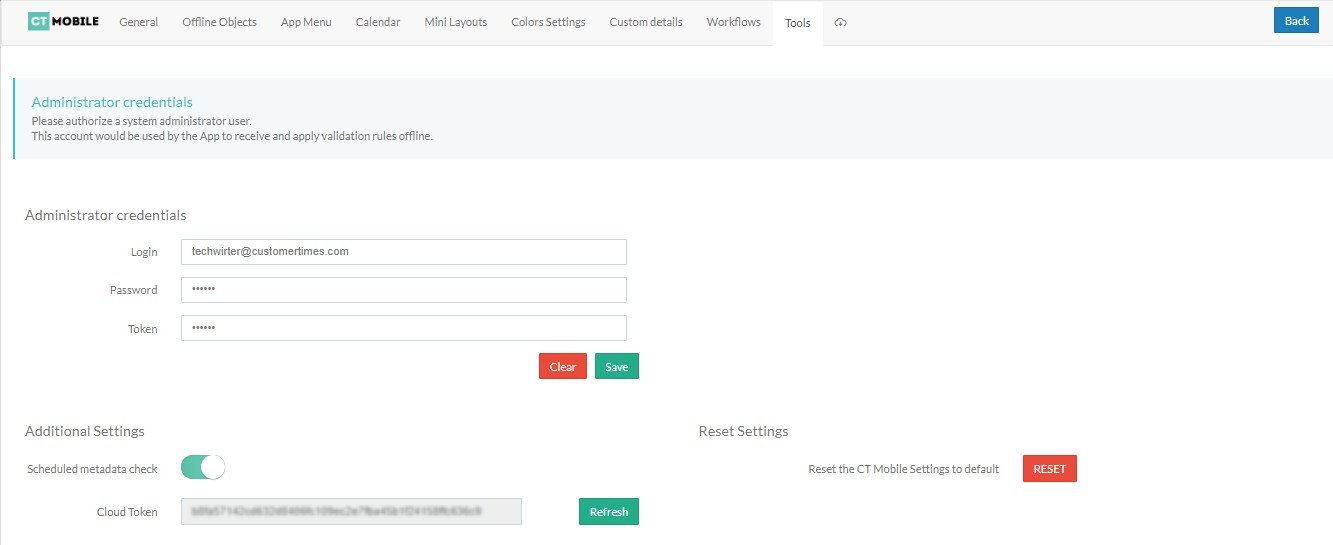 CT MOBILE General Offline Objects App Menu Calendar Mini Layouts Colors Settings Custom details Workflows Tools Back
Administrator credentials
Please authorize a system administrator user.
This account would be used by the App to receive and apply validation rules offline.
Administrator credentials
Login techwirter@customertimes.com
Password ••••••
Token ••••••
Clear Save
Additional Settings Reset Settings
Scheduled metadata check Reset the CT Mobile Settings to default RESET
Cloud Token Refresh